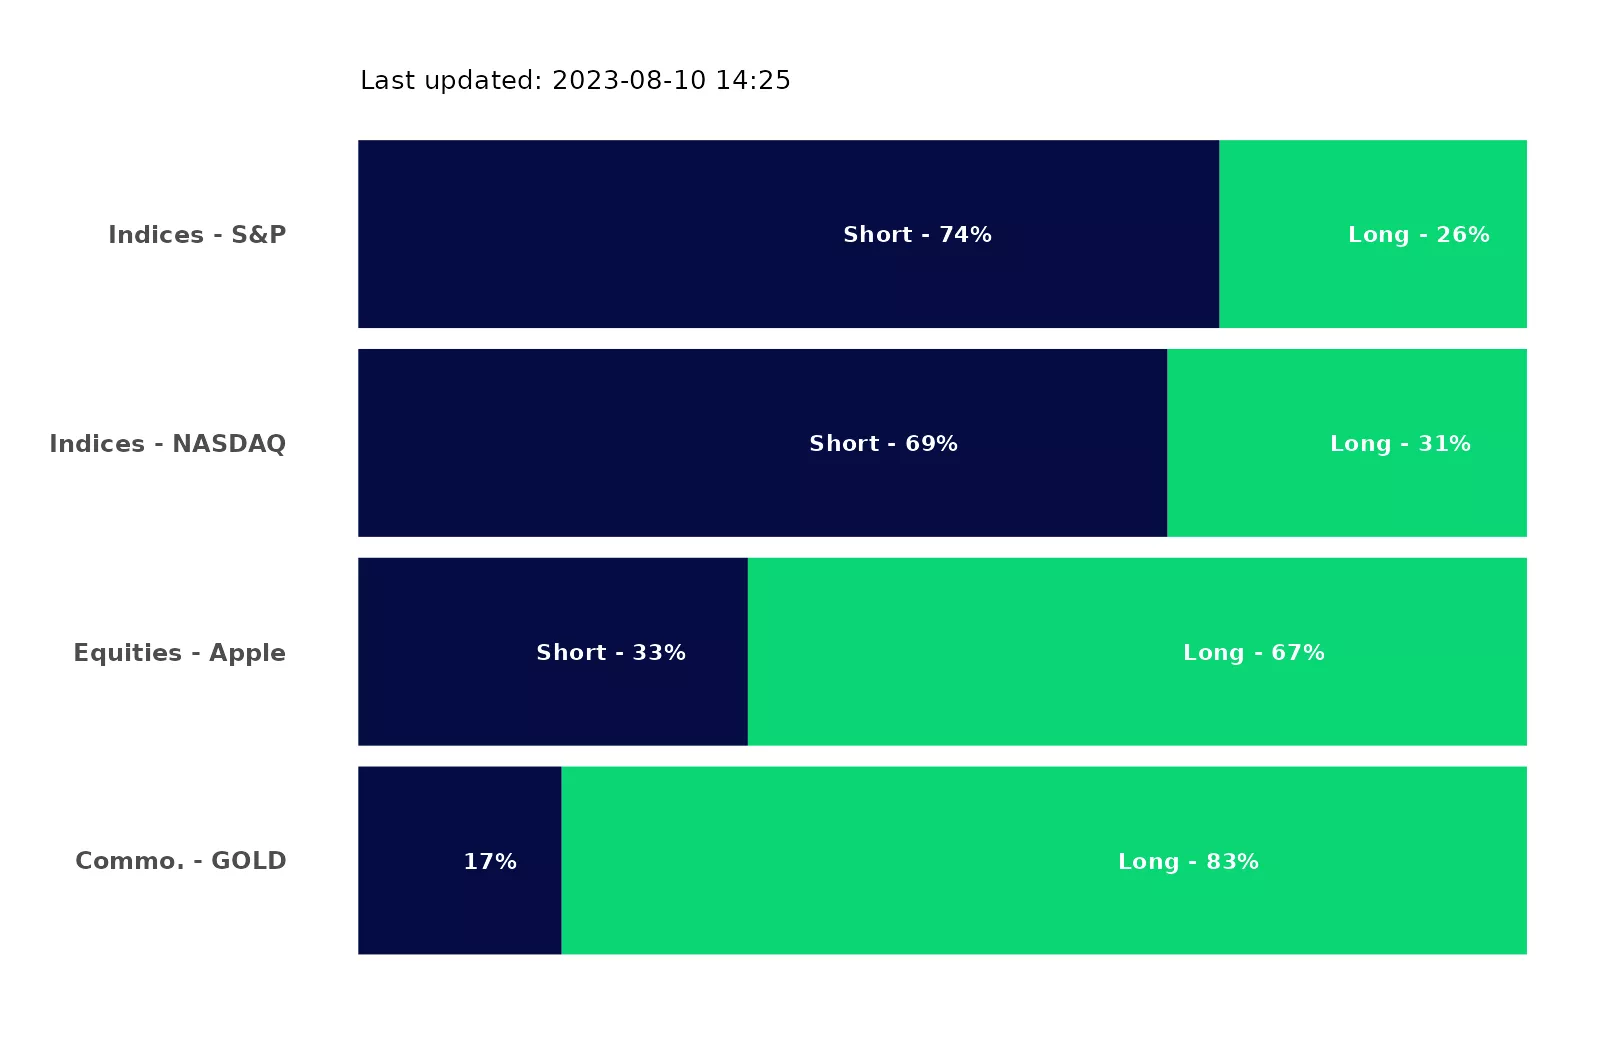 Last updated: 2023-08-10 14:25
Indices - S&P Short - 74% Long - 26%
Indices - NASDAQ Short - 69% Long - 31%
Equities - Apple Short - 33% Long - 67%
Commo. - GOLD 17% Long - 83%